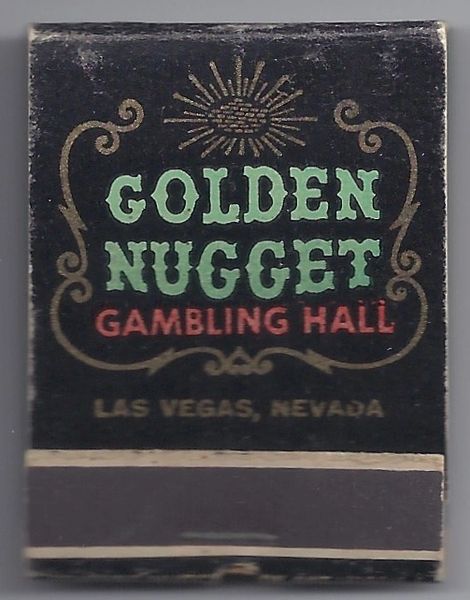 GOLDEN
NUGGET
GAMBLING HALL
LAS VEGAS, NEVADA